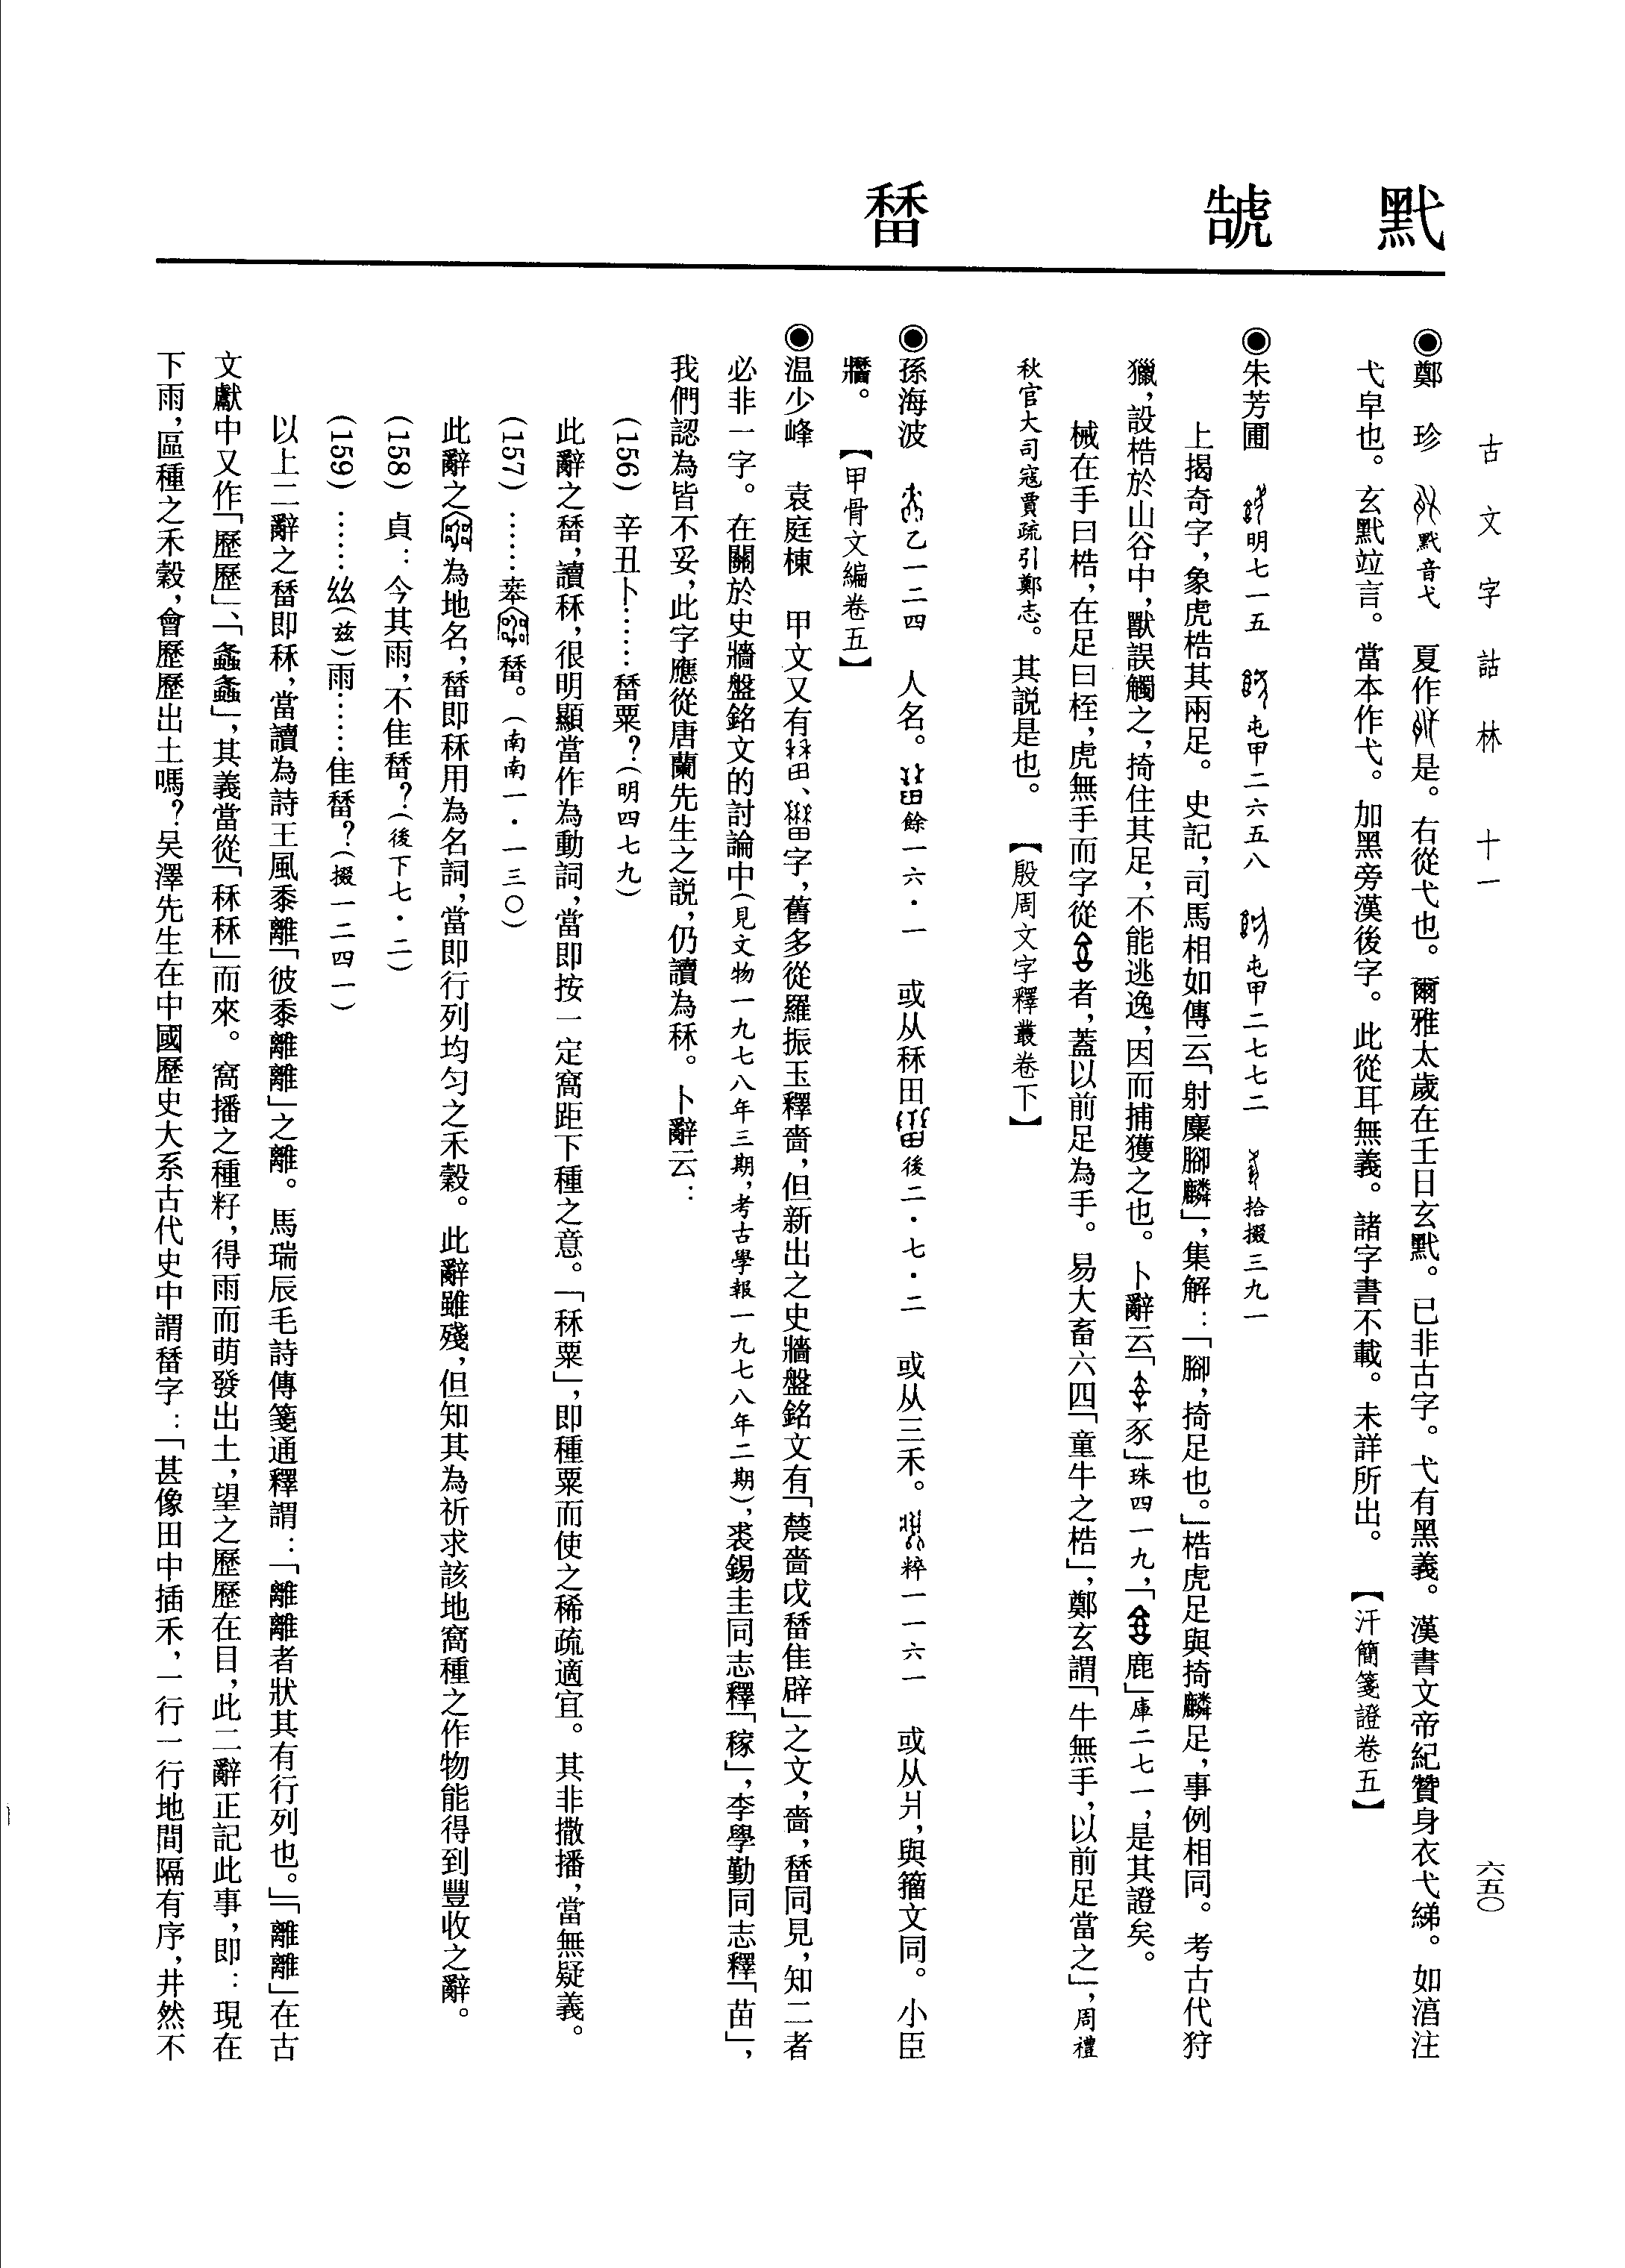 古文字詁林 十一 六五〇
黓
◉鄭 珍 黓音弋 夏作是。右從弋也。爾雅太歲在壬日玄黓。已非古字。弋有黑義。漢書文帝紀贊身衣弋綈。如湻注
弋皁也。玄黓竝言。當本作弋。加黑旁漢後字。此從耳無義。諸字書不載。未詳所出。 【汗簡箋證卷五】
◉朱芳圃 明七一五 屯甲二六五八 屯甲二七七二 拾掇三九一
上揭奇字,象虎梏其兩足。史記,司馬相如傳云「射麋腳麟」,集解:「腳,掎足也。」梏虎足與掎麟足,事例相同。考古代狩
獵,設梏於山谷中,獸誤觸之,掎住其足,不能逃逸,因而捕獲之也。卜辭云「豕」珠四一九,「鹿」庫二七一,是其證矣。
械在手曰梏,在足曰桎,虎無手而字從者,蓋以前足為手。易大畜六四「童牛之梏」,鄭玄謂「牛無手,以前足當之」,周禮
秋官大司寇賈疏引鄭志。其説是也。 【殷周文字釋叢卷下】
◉孫海波 乙一二四 人名。餘一六・一 或从秝田後二・七・二 或从三禾。粹一一六一 或从爿,與籀文同。小臣
牆。 【甲骨文編卷五】
◉温少峰 袁庭棟 甲文又有、字,舊多從羅振玉釋嗇,但新出之史牆盤銘文有「䢉嗇戉隹辟」之文,嗇,同見,知二者
必非一字。在關於史牆盤銘文的討論中(見文物一九七八年三期,考古學報一九七八年二期),裘錫圭同志釋「稼」,李學勤同志釋「苗」,
我們認為皆不妥,此字應從唐蘭先生之説,仍讀為秝。卜辭云:
(156) 辛丑卜……粟?(明四七九)
此辭之,讀秝,很明顯當作為動詞,當即按一定窩距下種之意。「秝粟」,即種粟而使之稀疏適宜。其非撒播,當無疑義。
(157) ……𠦪。(南南一・一三〇)
此辭之為地名,即秝用為名詞,當即行列均勻之禾穀。此辭雖殘,但知其為祈求該地窩種之作物能得到豐收之辭。
(158) 貞:今其雨,不隹?(後下七・二)
(159) ……丝(兹)雨……隹?(掇一二四一)
以上二辭之即秝,當讀為詩王風黍離「彼黍離離」之離。馬瑞辰毛詩傳箋通釋謂:「離離者狀其有行列也。」「離離」在古
文獻中又作「歷歷」、「蠡蠡」,其義當從「秝秝」而來。窩播之種籽,得雨而萌發出土,望之歷歷在目,此二辭正記此事,即:現在
下雨,區種之禾穀,會歷歷出土嗎?吴澤先生在中國歷史大系古代史中謂字:「甚像田中插禾,一行一行地間隔有序,井然不